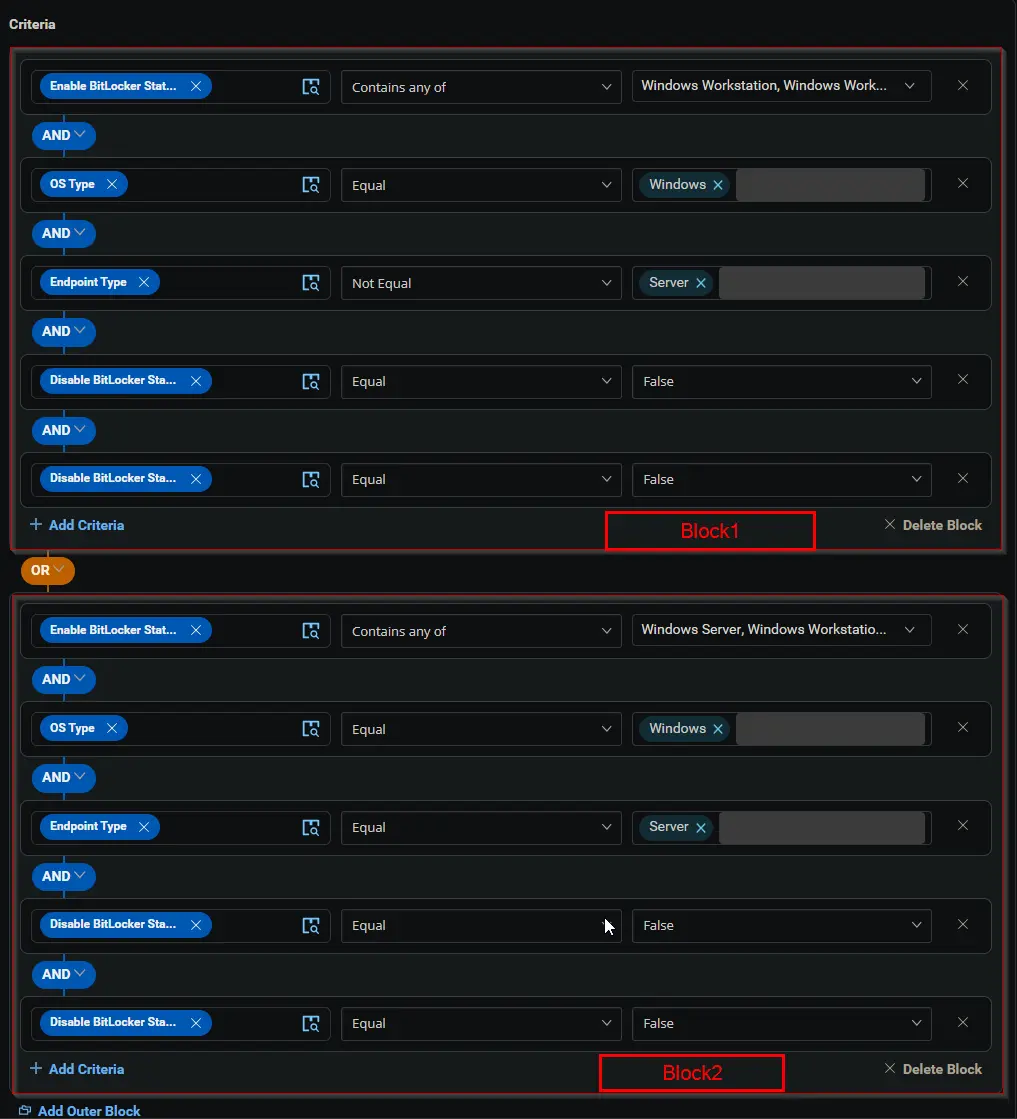 Criteria
Enable BitLocker Stat... Contains any of Windows Workstation, Windows Work...
AND
OS Type Equal Windows
AND
Endpoint Type Not Equal Server
AND
Disable BitLocker Sta... Equal False
AND
Disable BitLocker Sta... Equal False
Add Criteria Block1 Delete Block
OR
Enable BitLocker Stat... Contains any of Windows Server, Windows Workstatio...
AND
OS Type Equal Windows
AND
Endpoint Type Equal Server
AND
Disable BitLocker Sta... Equal False
AND
Disable BitLocker Sta... Equal False
Add Criteria Block2 Delete Block
Add Outer Block